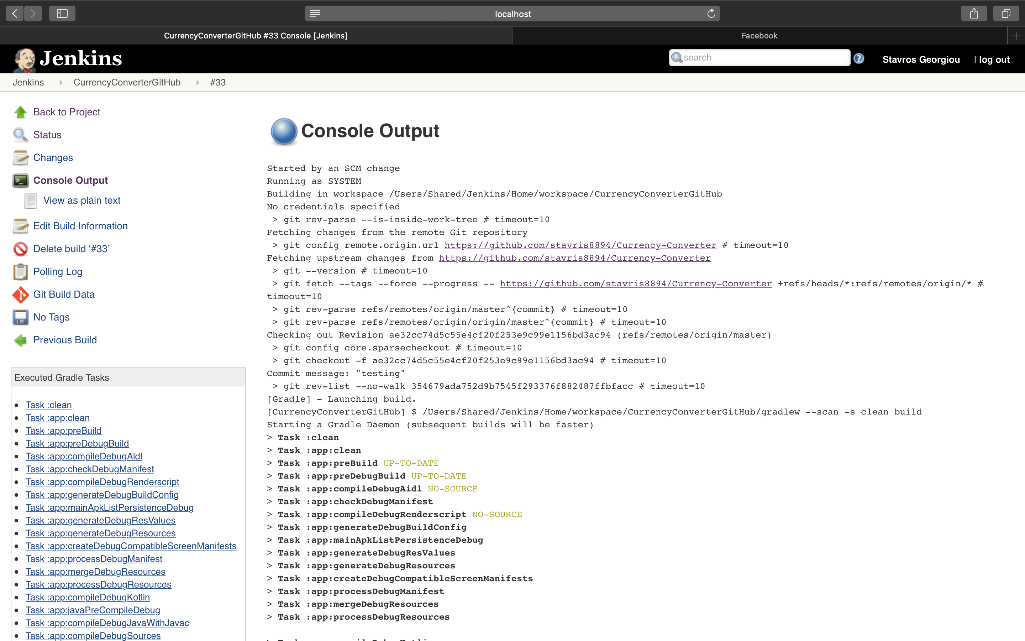 localhost
CurrencyConverterGitHub #33 Console [Jenkins]
Facebook
Jenkins
search
Stavros Georgiou
log out
Jenkins
CurrencyConverterGitHub
#33
Back to Project
Status
Changes
Console Output
View as plain text
Edit Build Information
Delete build ‘#33’
Polling Log
Git Build Data
No Tags
Previous Build
Executed Gradle Tasks
Task :clean
Task :app:clean
Task :app:preBuild
Task :app:preDebugBuild
Task :app:compileDebugAidl
Task :app:checkDebugManifest
Task :app:compileDebugRenderscript
Task :app:generateDebugBuildConfig
Task :app:mainApkListPersistenceDebug
Task :app:generateDebugResValues
Task :app:generateDebugResources
Task :app:createDebugCompatibleScreenManifests
Task :app:processDebugManifest
Task :app:mergeDebugResources
Task :app:processDebugResources
Task :app:compileDebugKotlin
Task :app:javaPreCompileDebug
Task :app:compileDebugJavaWithJavac
Task :app:compileDebugSources
Console Output
Started by an SCM change
Running as SYSTEM
Building in workspace /Users/Shared/Jenkins/Home/workspace/CurrencyConverterGitHub
No credentials specified
> git rev-parse --is-inside-work-tree # timeout=10
Fetching changes from the remote Git repository
> git config remote.origin.url https://github.com/stavris8894/Currency-Converter # timeout=10
Fetching upstream changes from https://github.com/stavris8894/Currency-Converter
> git --version # timeout=10
> git fetch --tags --force --progress -- https://github.com/stavris8894/Currency-Converter +refs/heads/*:refs/remotes/origin/* #
timeout=10
> git rev-parse refs/remotes/origin/master^{commit} # timeout=10
> git rev-parse refs/remotes/origin/origin/master^{commit} # timeout=10
Checking out Revision ae32cc74d5c55e4cf20f253e9c99e1156bd3ac94 (refs/remotes/origin/master)
> git config core.sparsecheckout # timeout=10
> git checkout -f ae32cc74d5c55e4cf20f253e9c99e1156bd3ac94 # timeout=10
Commit message: "testing"
> git rev-list --no-walk 354679ada752d9b7545f293376f882487ffbfacc # timeout=10
[Gradle] - Launching build.
[CurrencyConverterGitHub] $ /Users/Shared/Jenkins/Home/workspace/CurrencyConverterGitHub/gradlew --scan -s clean build
Starting a Gradle Daemon (subsequent builds will be faster)
> Task :clean
> Task :app:clean
> Task :app:preBuild UP-TO-DATE
> Task :app:preDebugBuild UP-TO-DATE
> Task :app:compileDebugAidl NO-SOURCE
> Task :app:checkDebugManifest
> Task :app:compileDebugRenderscript NO-SOURCE
> Task :app:generateDebugBuildConfig
> Task :app:mainApkListPersistenceDebug
> Task :app:generateDebugResValues
> Task :app:generateDebugResources
> Task :app:createDebugCompatibleScreenManifests
> Task :app:processDebugManifest
> Task :app:mergeDebugResources
> Task :app:processDebugResources